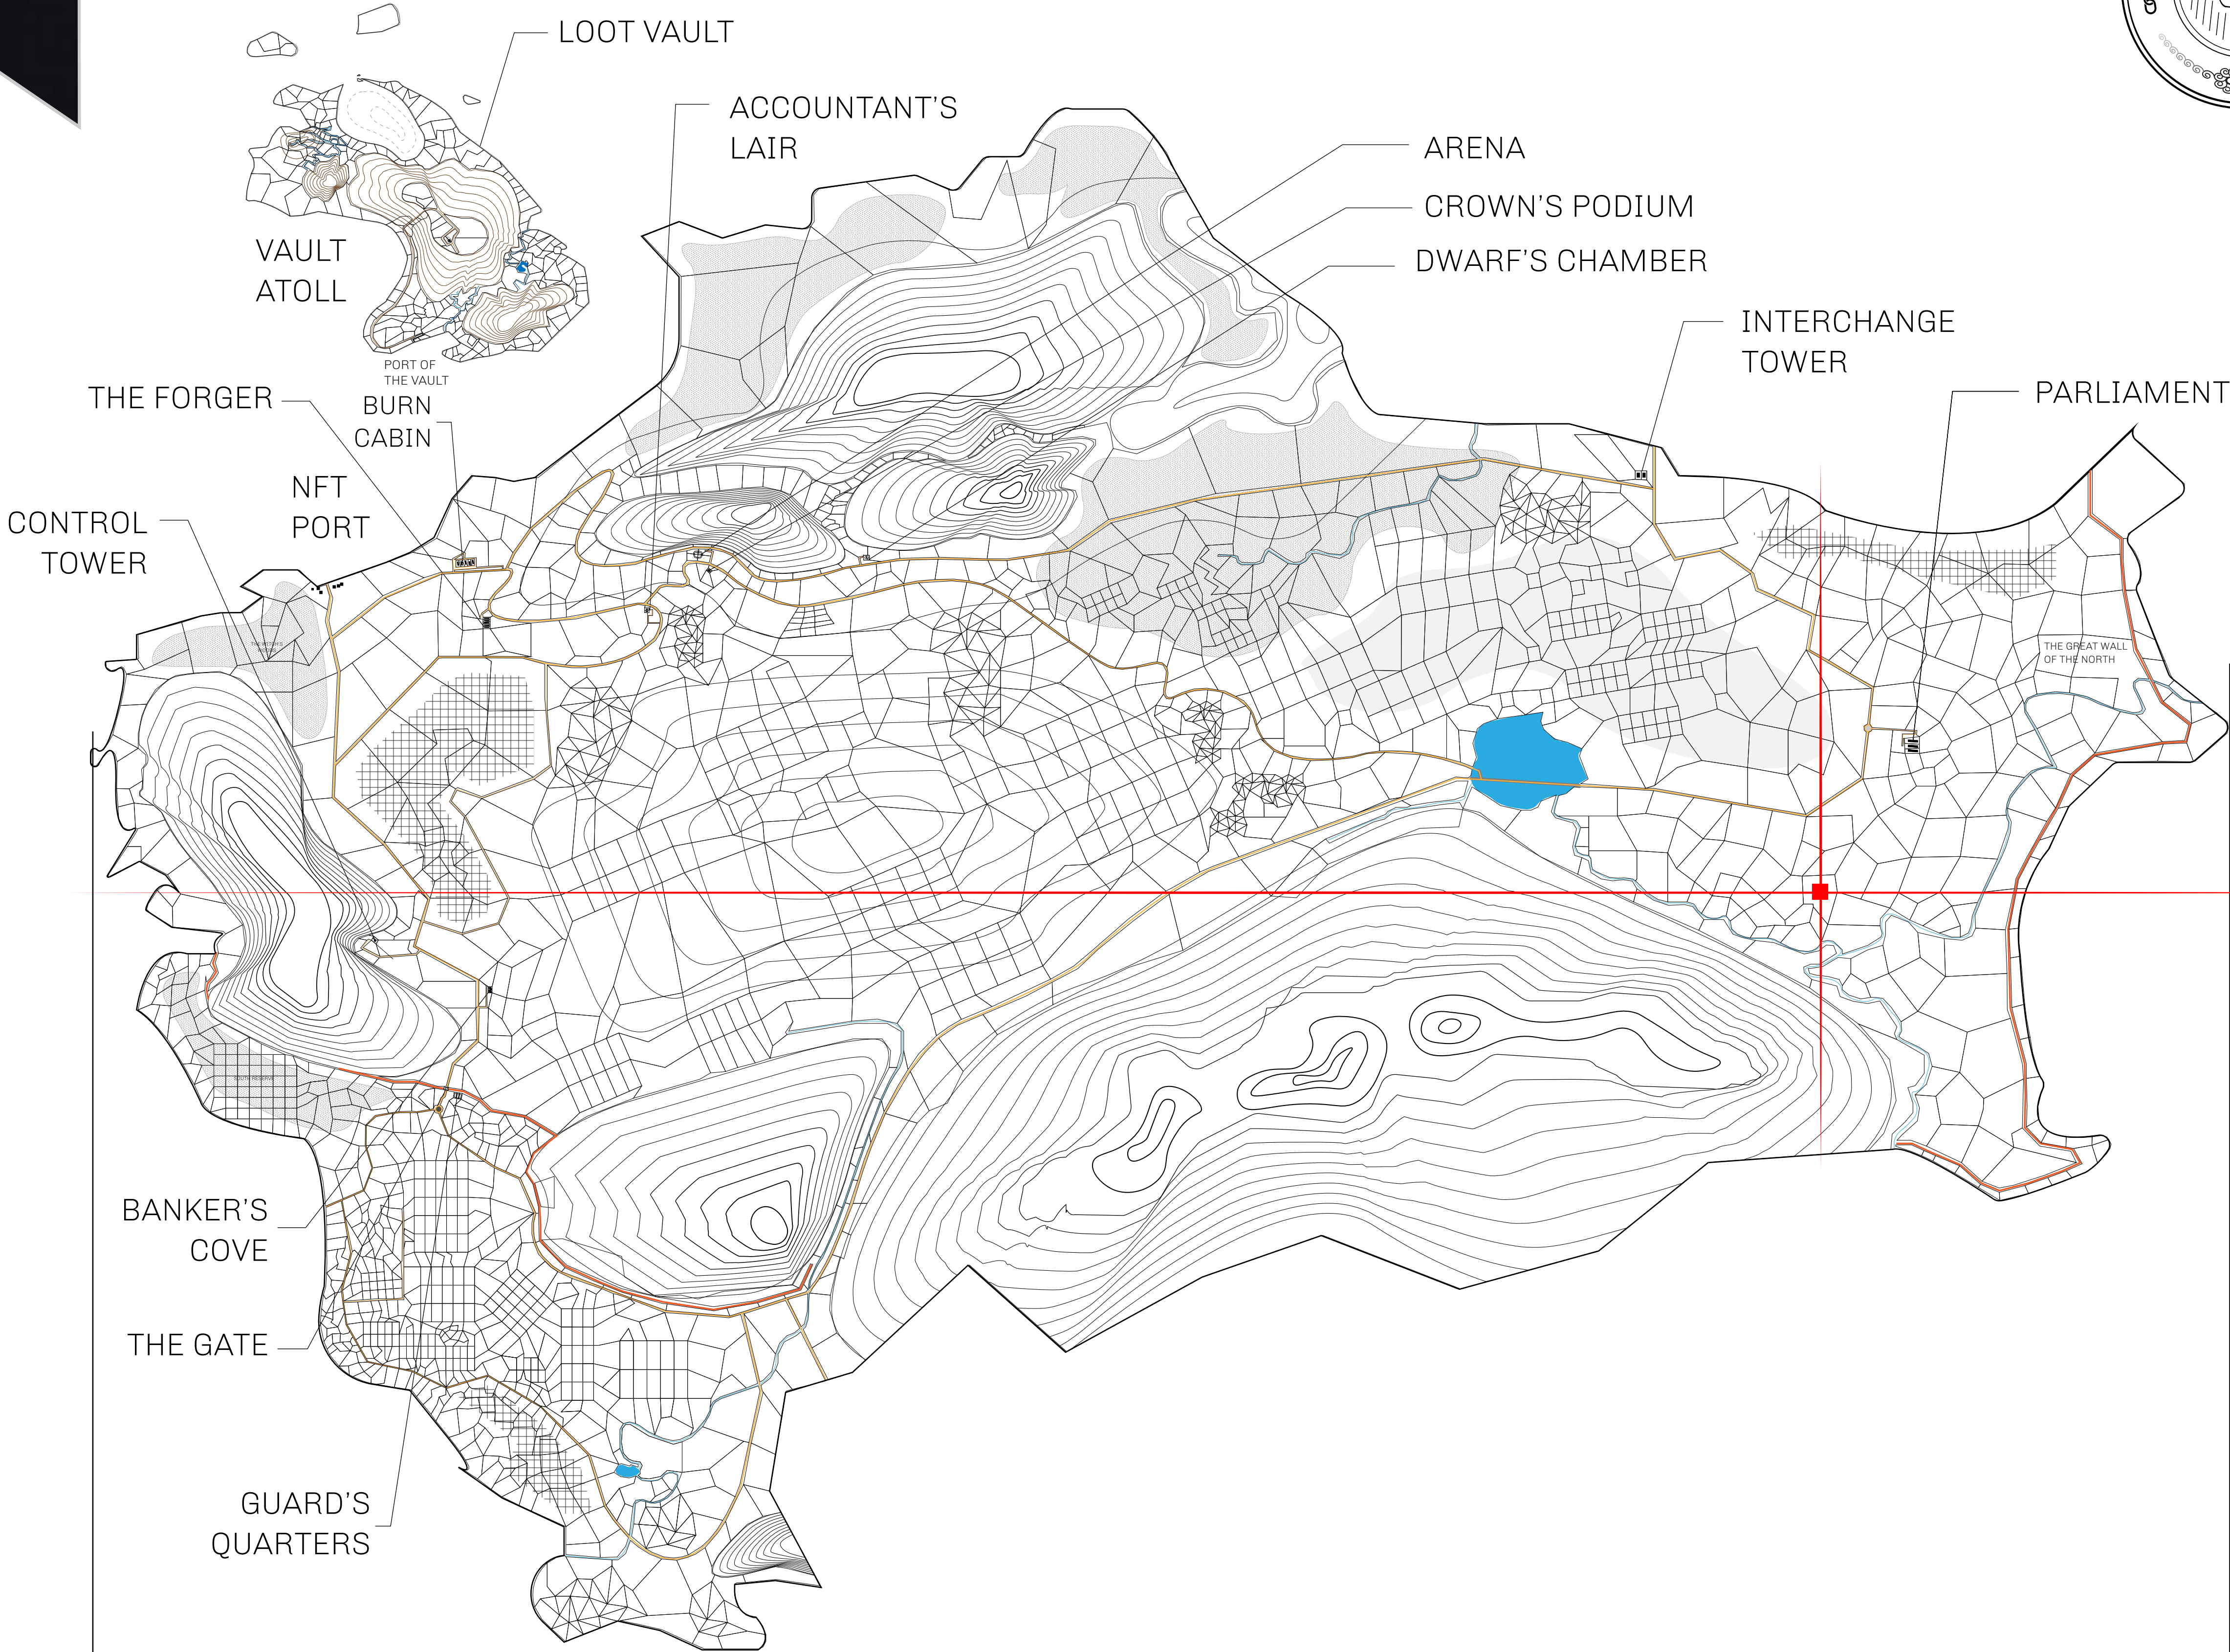 LOOT VAULT
ACCOUNTANT'S
LAIR
ARENA
CROWN'S PODIUM
DWARF'S CHAMBER
VAULT
ATOLL
INTERCHANGE
TOWER
PORT OF
THE VAULT
PARLIAMENT
THE FORGER
BURN
CABIN
NFT
PORT
CONTROL
TOWER
THE GREAT WALL
OF THE NORTH
SOUTH RESERVE
BANKER'S
COVE
THE GATE
GUARD'S
QUARTERS